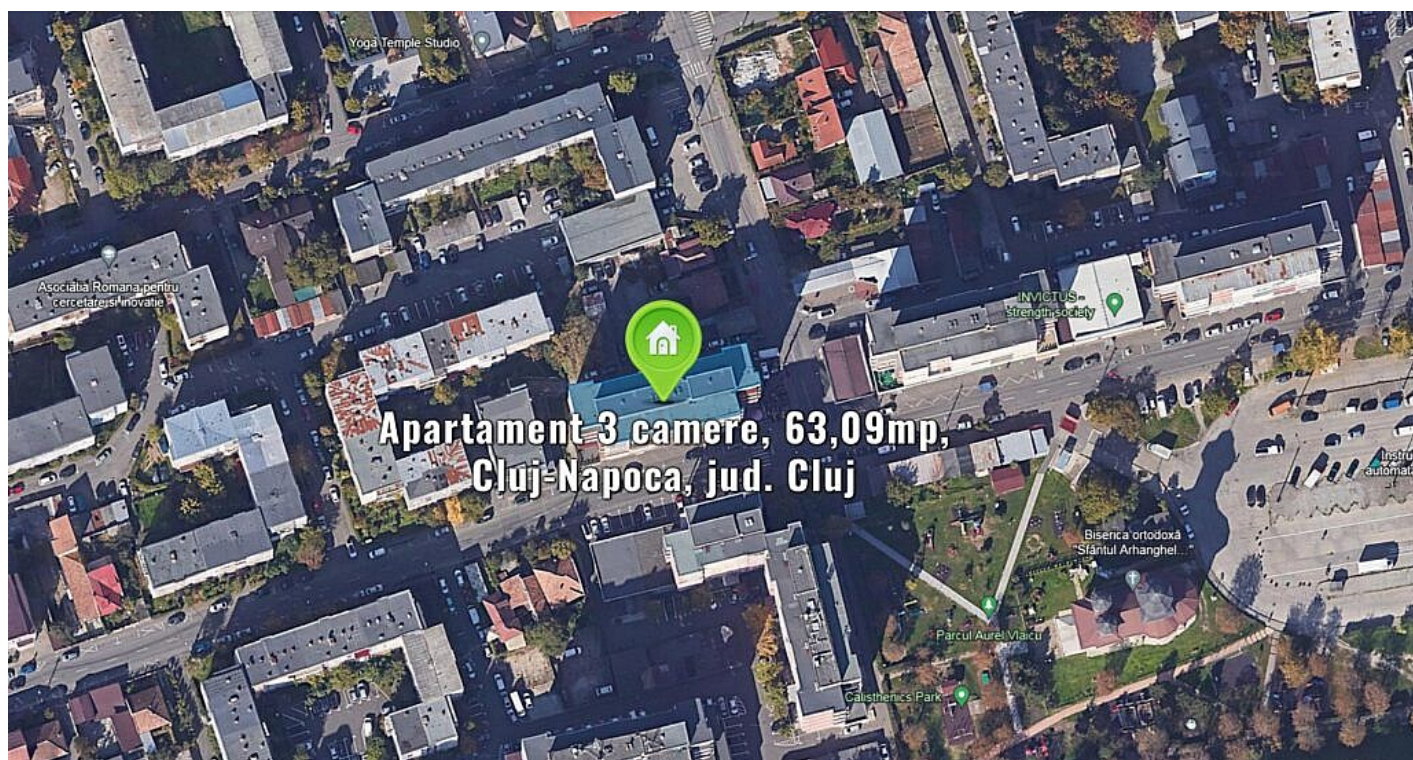 Yoga Temple Studio
Asociatia Romana pentru
cercetare si inovatie
INVICTUS -
strength society
Apartament 3 camere, 63,09mp,
Cluj-Napoca, jud. Cluj
Biserica ortodoxă
"Sfântul Arhanghel..."
Parcul Aurel Vlaicu
Calisthenics Park